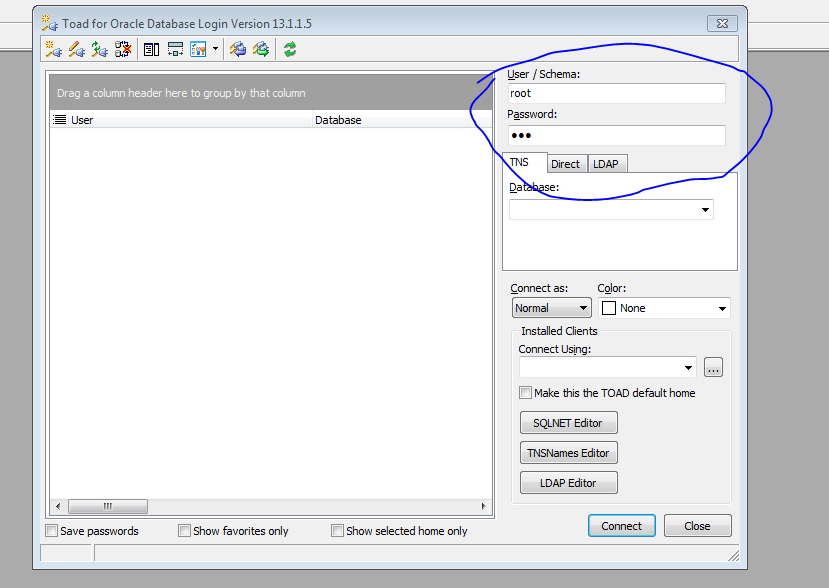 Toad for Oracle Database Login Version 13.1.1.5
Drag a column header here to group by that column
User Database
User / Schema:
root
Password:
•••
TNS Direct LDAP
Database:
Connect as: Color:
Normal None
Installed Clients
Connect Using:
...
Make this the TOAD default home
SQLNET Editor
TNSNames Editor
LDAP Editor
Save passwords Show favorites only Show selected home only
Connect Close